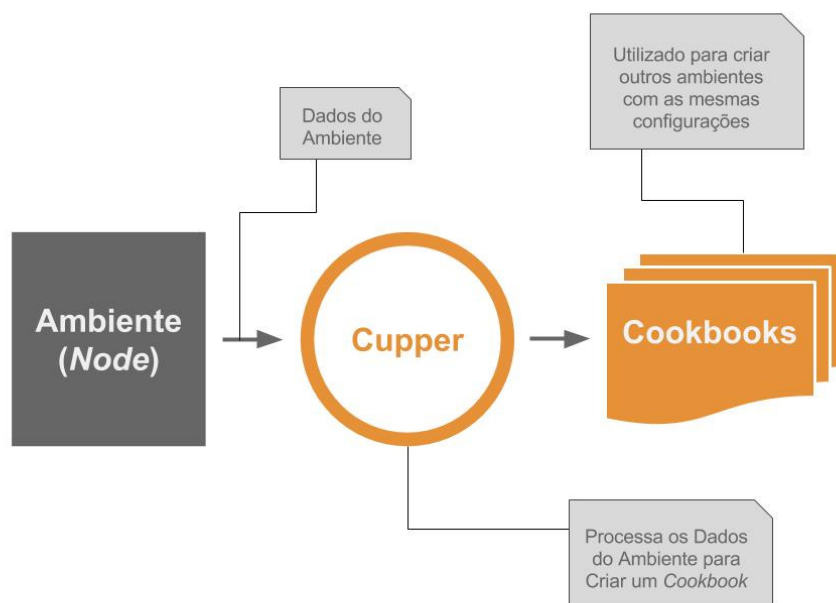 Utilizado para criar
outros ambientes
com as mesmas
configurações
Dados do
Ambiente
Ambiente
(Node)
Cupper
Cookbooks
Processa os Dados
do Ambiente para
Criar um Cookbook